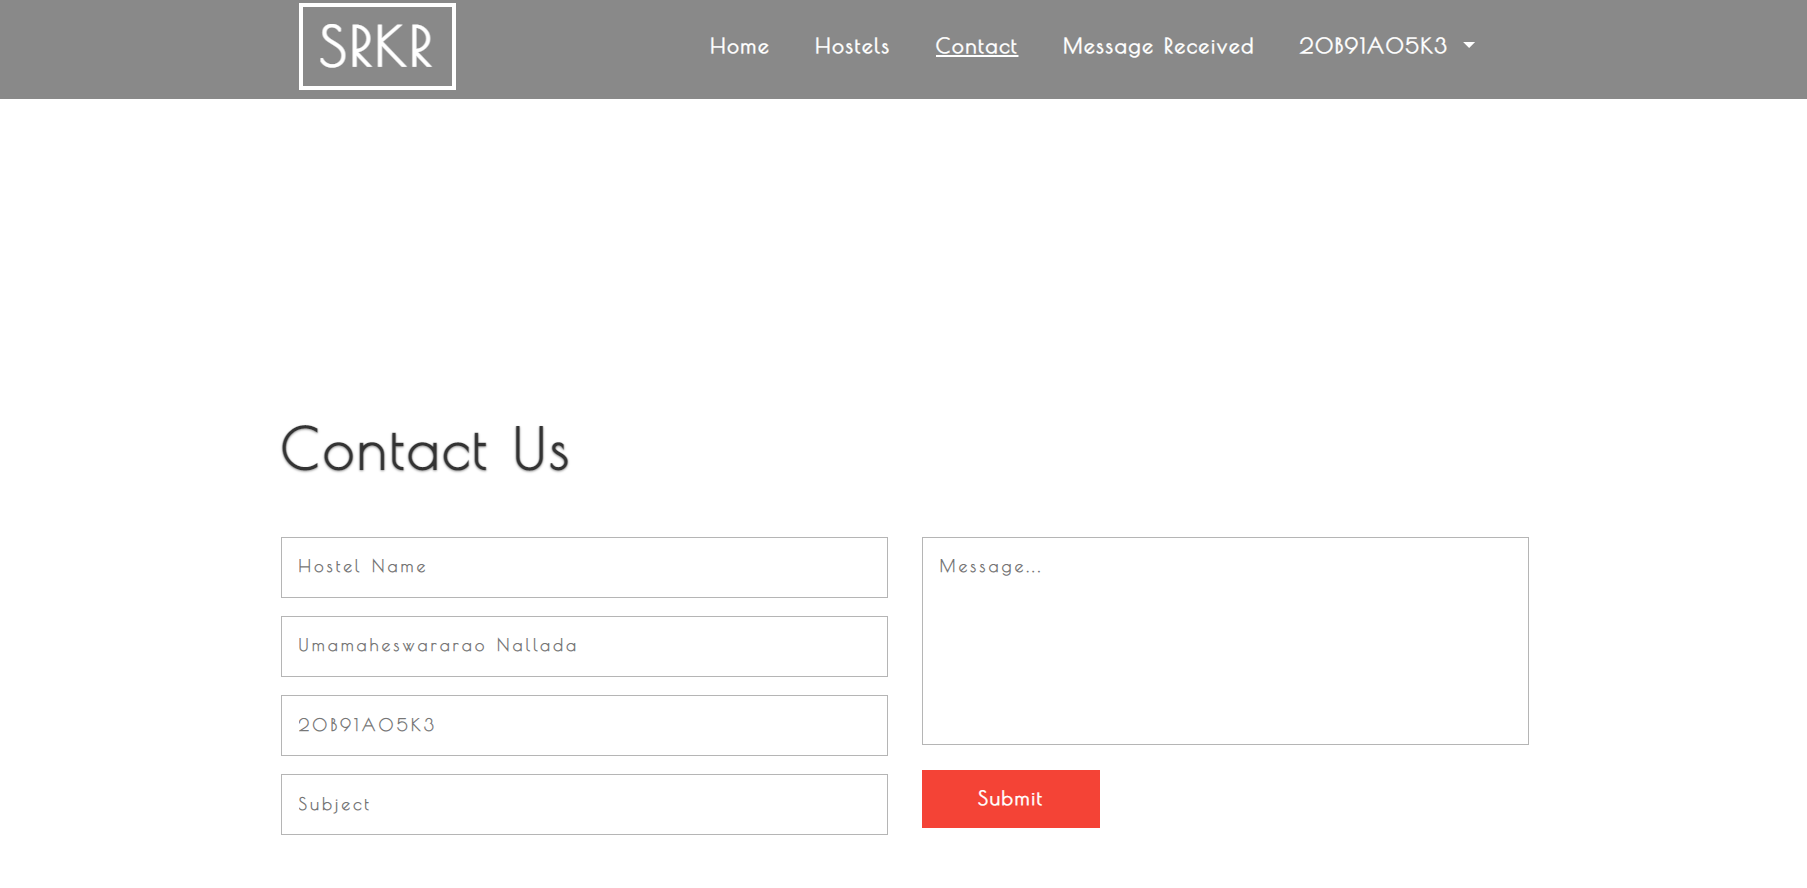 SRKR
Home Hostels Contact Message Received 20B91A05K3
Contact Us
Hostel Name
Umamaheswararao Nallada
20B91A05K3
Subject
Message...
Submit